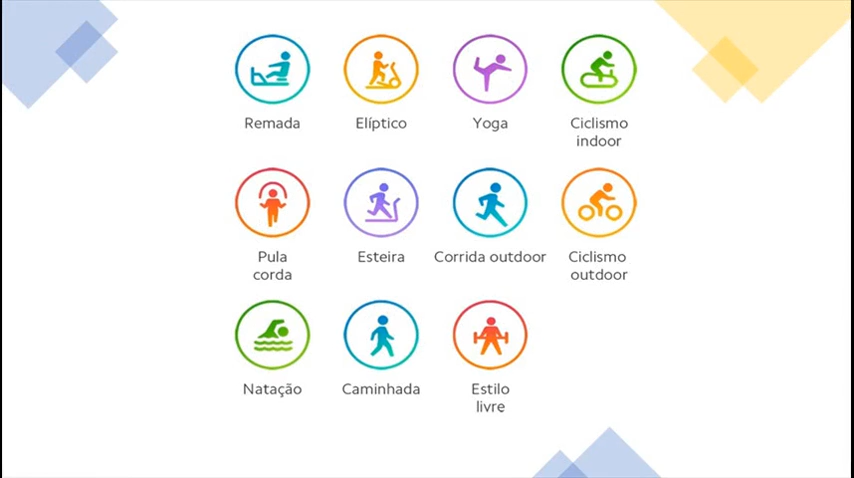 Remada
Elíptico
Yoga
Ciclismo
indoor
Pula
corda
Esteira
Corrida outdoor
Ciclismo
outdoor
Natação
Caminhada
Estilo
livre